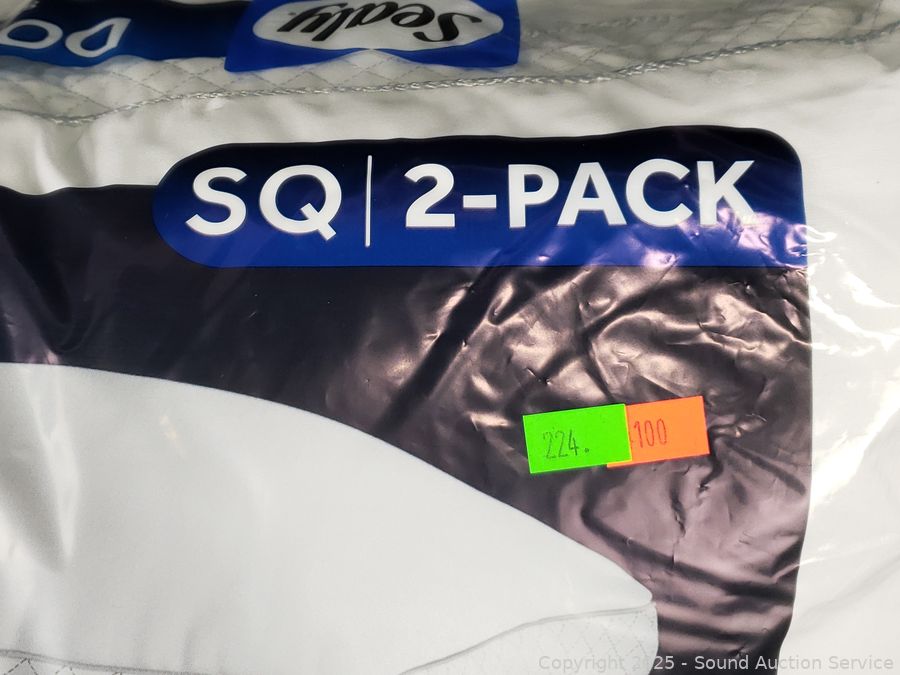 Sealy
SQ | 2-PACK
224.
100
Copyright 2025 - Sound Auction Service